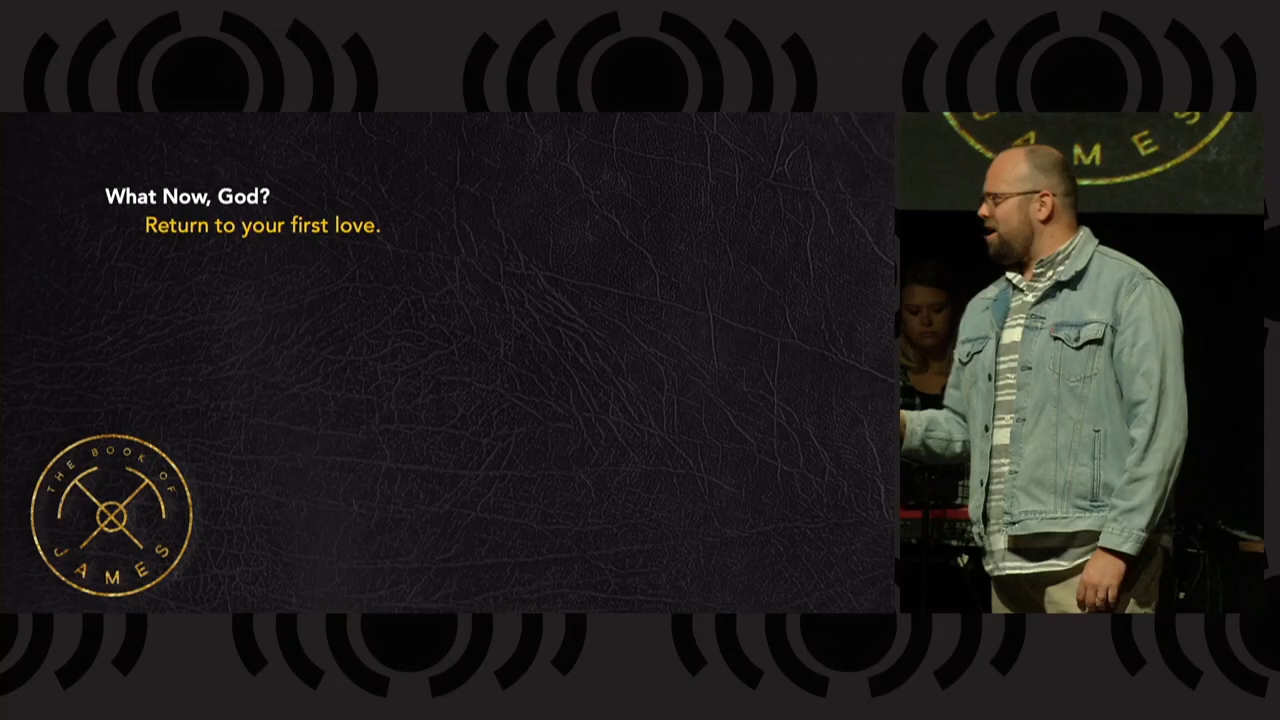 What Now, God?
Return to your first love.
THE BOOK OF
JAMES
AMES